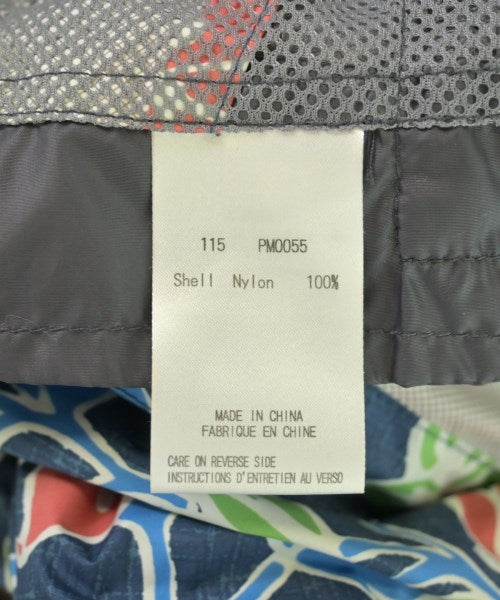 115 PM0055
Shell Nylon 100%
MADE IN CHINA
FABRIQUE EN CHINE
CARE ON REVERSE SIDE
INSTRUCTIONS D'ENTRETIEN AU VERSO